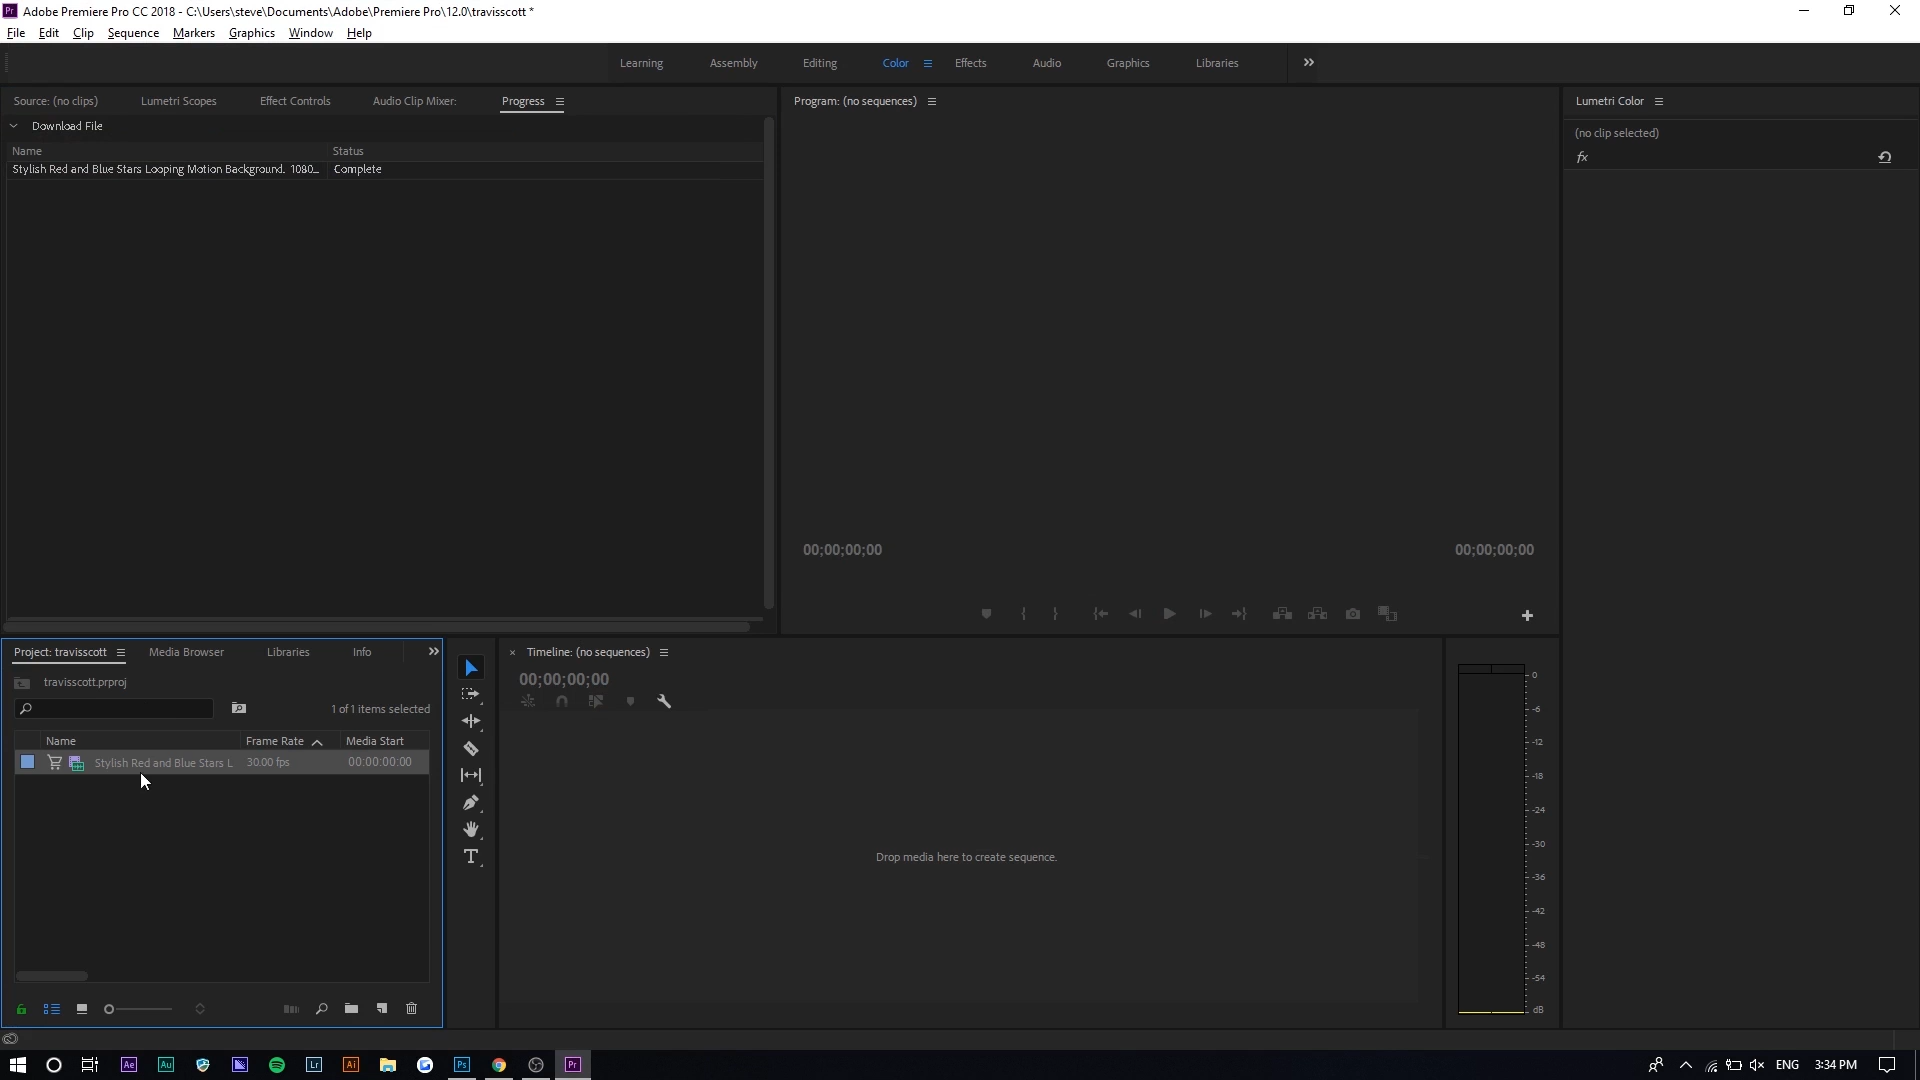 Adobe Premiere Pro CC 2018 - C:\Users\steve\Documents\Adobe\Premiere Pro\12.0\travisscott *
File Edit Clip Sequence Markers Graphics Window Help
Learning Assembly Editing Color Effects Audio Graphics Libraries
Source: (no clips) Lumetri Scopes Effect Controls Audio Clip Mixer: Progress
Program: (no sequences)
Lumetri Color
Download File
(no clip selected)
Name Status
fx
Stylish Red and Blue Stars Looping Motion Background. 1080... Complete
00;00;00;00 00;00;00;00
Project: travisscott Media Browser Libraries Info
Timeline: (no sequences)
travisscott.prproj
00;00;00;00
1 of 1 items selected
Name Frame Rate Media Start
Stylish Red and Blue Stars L 30.00 fps 00:00:00:00
Drop media here to create sequence.
0
-6
-12
-18
-24
-30
-36
-42
-48
-54
dB
T
Ae Au Lr Ai Ps Pr
ENG 3:34 PM